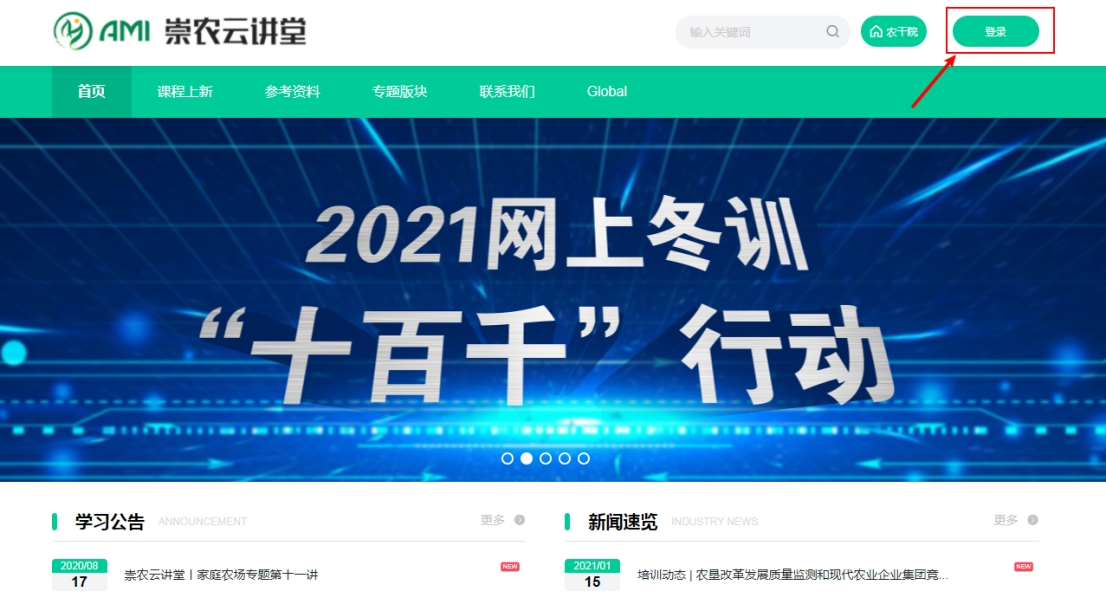 AMI 崇农云讲堂
输入关键词
农干院
登录
首页 课程上新 参考资料 专题版块 联系我们 Global
2021网上冬训
“十百千”行动
学习公告 ANNOUNCEMENT 更多
2020/08
17
崇农云讲堂丨家庭农场专题第十一讲 NEW
新闻速览 INDUSTRY NEWS 更多
2021/01
15
培训动态 | 农垦改革发展质量监测和现代农业企业集团竞... NEW